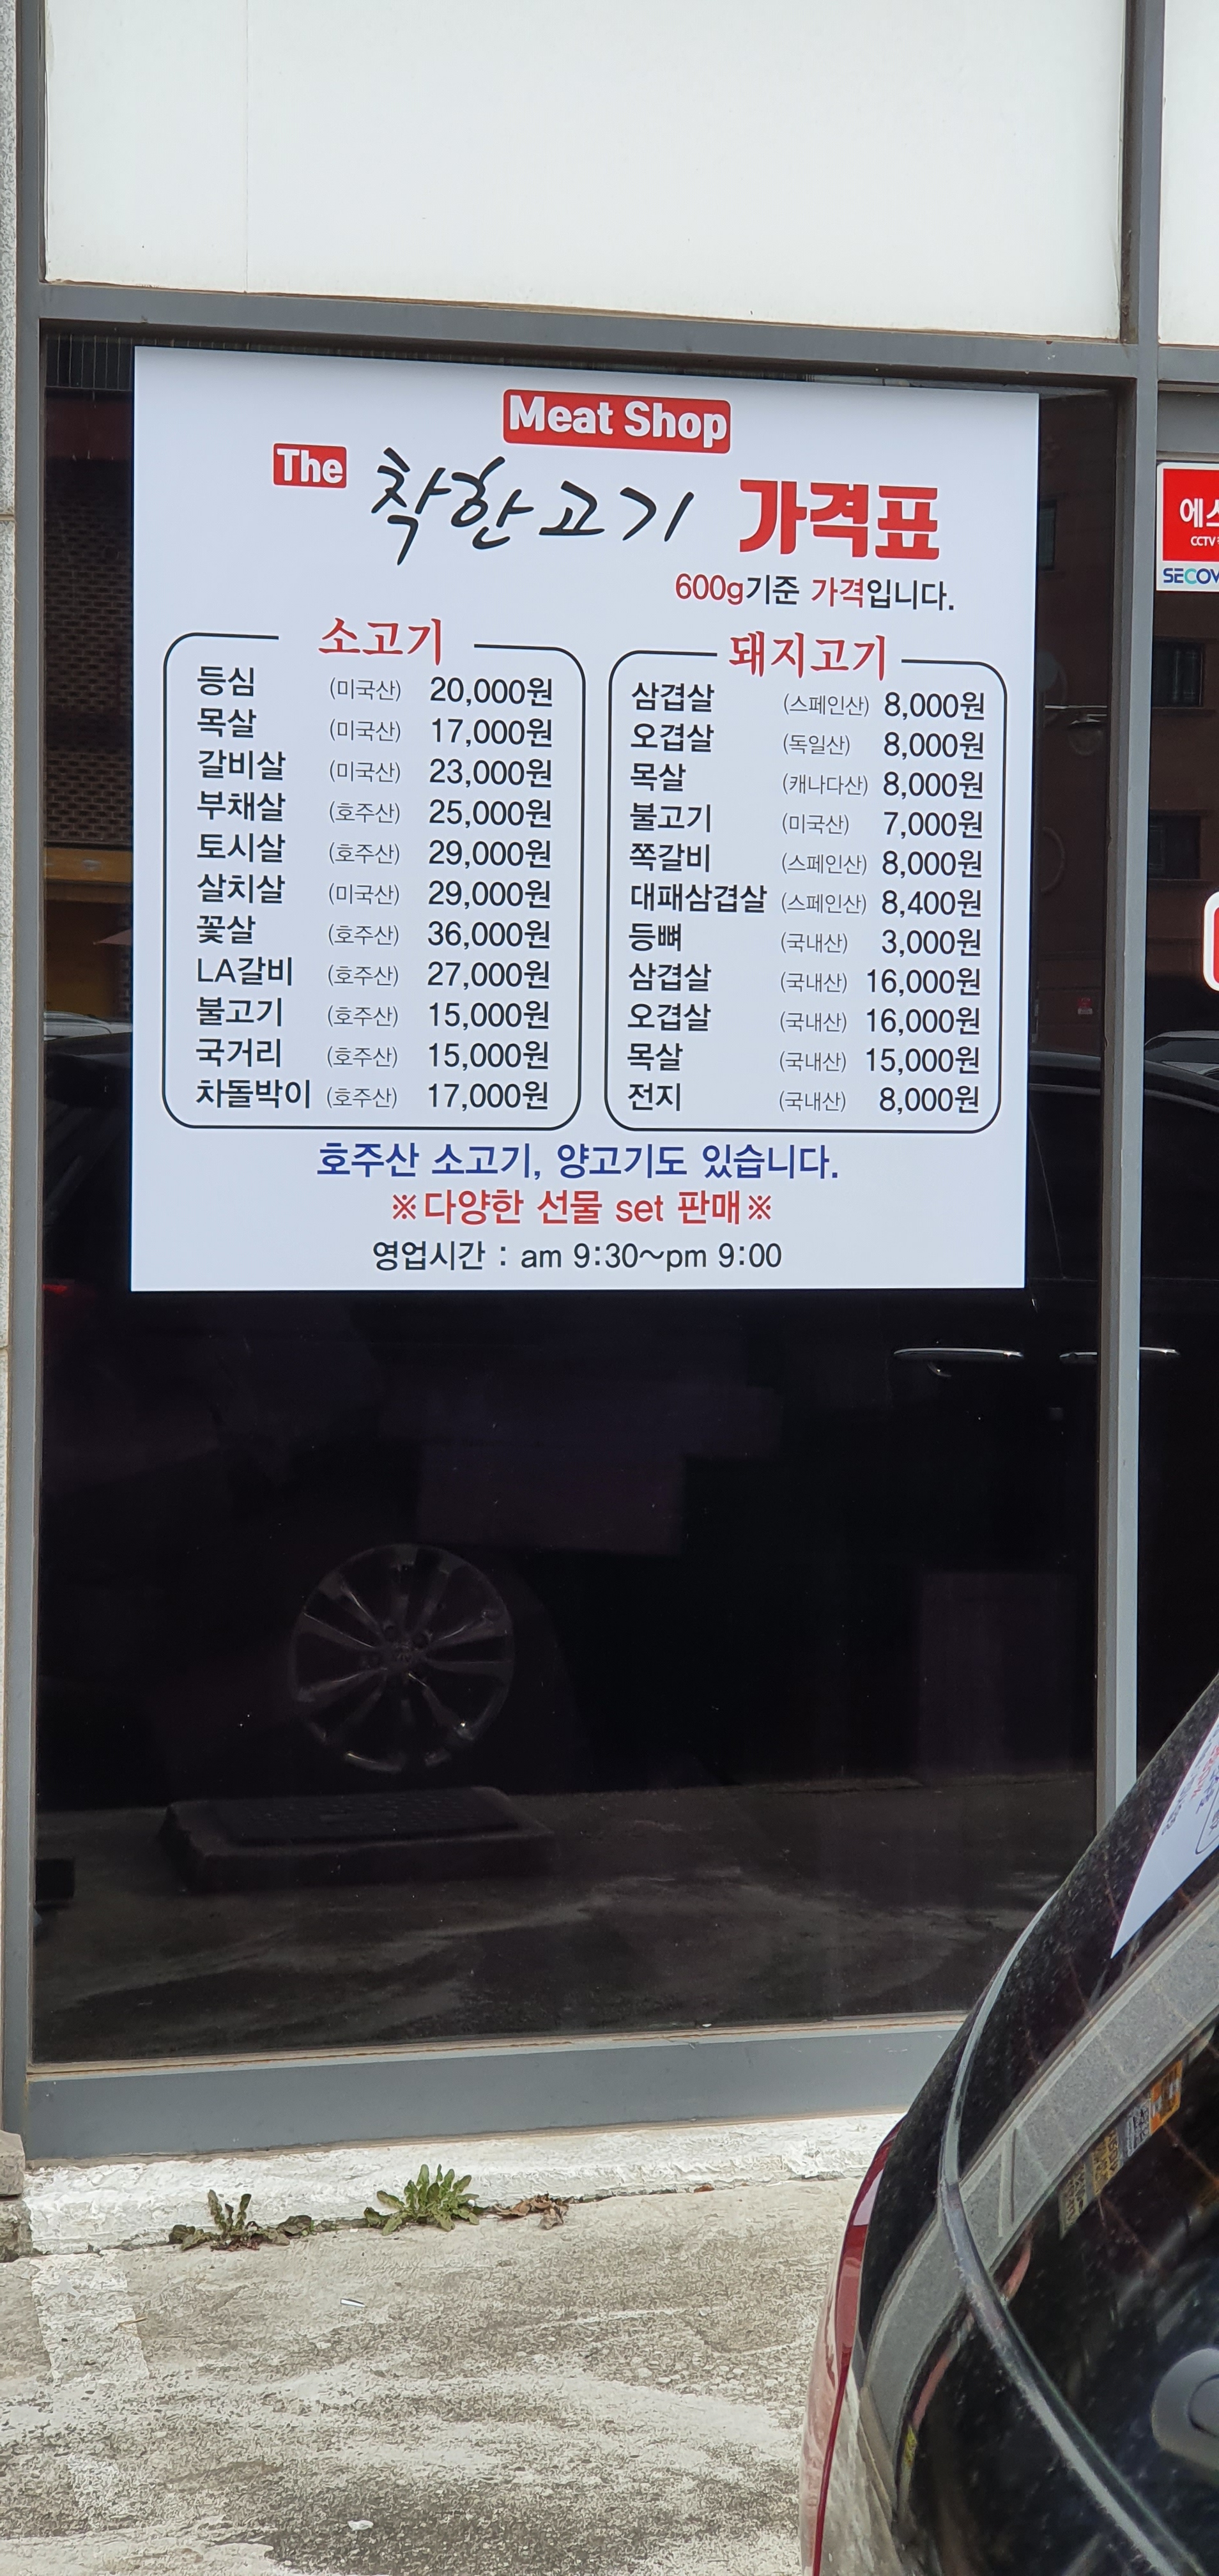 Meat Shop
The 착한고기 가격표
600g기준 가격입니다.
소고기
등심 (미국산) 20,000원
목살 (미국산) 17,000원
갈비살 (미국산) 23,000원
부채살 (호주산) 25,000원
토시살 (호주산) 29,000원
살치살 (미국산) 29,000원
꽃살 (호주산) 36,000원
LA갈비 (호주산) 27,000원
불고기 (호주산) 15,000원
국거리 (호주산) 15,000원
차돌박이 (호주산) 17,000원
돼지고기
삼겹살 (스페인산) 8,000원
오겹살 (독일산) 8,000원
목살 (캐나다산) 8,000원
불고기 (미국산) 7,000원
쪽갈비 (스페인산) 8,000원
대패삼겹살 (스페인산) 8,400원
등뼈 (국내산) 3,000원
삼겹살 (국내산) 16,000원
오겹살 (국내산) 16,000원
목살 (국내산) 15,000원
전지 (국내산) 8,000원
호주산 소고기, 양고기도 있습니다.
※다양한 선물 set 판매※
영업시간 : am 9:30~pm 9:00
CCTV